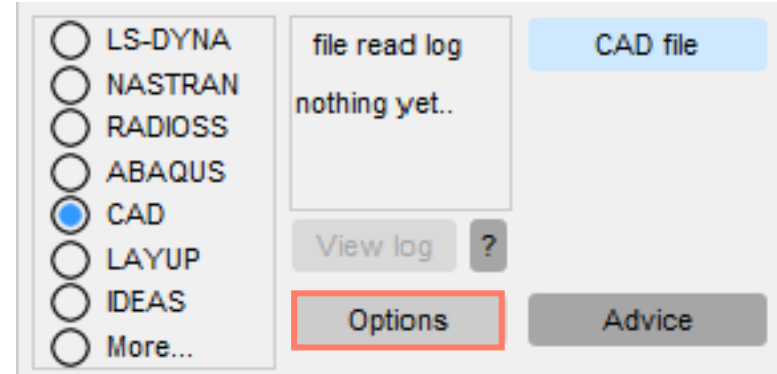 LS-DYNA
NASTRAN
RADIOSS
ABAQUS
CAD
LAYUP
IDEAS
More...
file read log
nothing yet..
View log
?
Options
CAD file
Advice